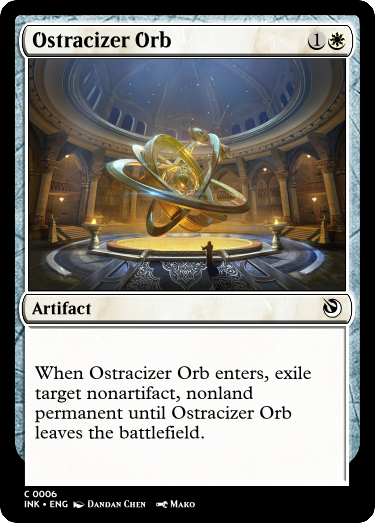 Ostracizer Orb 1
Artifact
When Ostracizer Orb enters, exile
target nonartifact, nonland
permanent until Ostracizer Orb
leaves the battlefield.
C 0006
INK • ENG Dandan Chen Mako